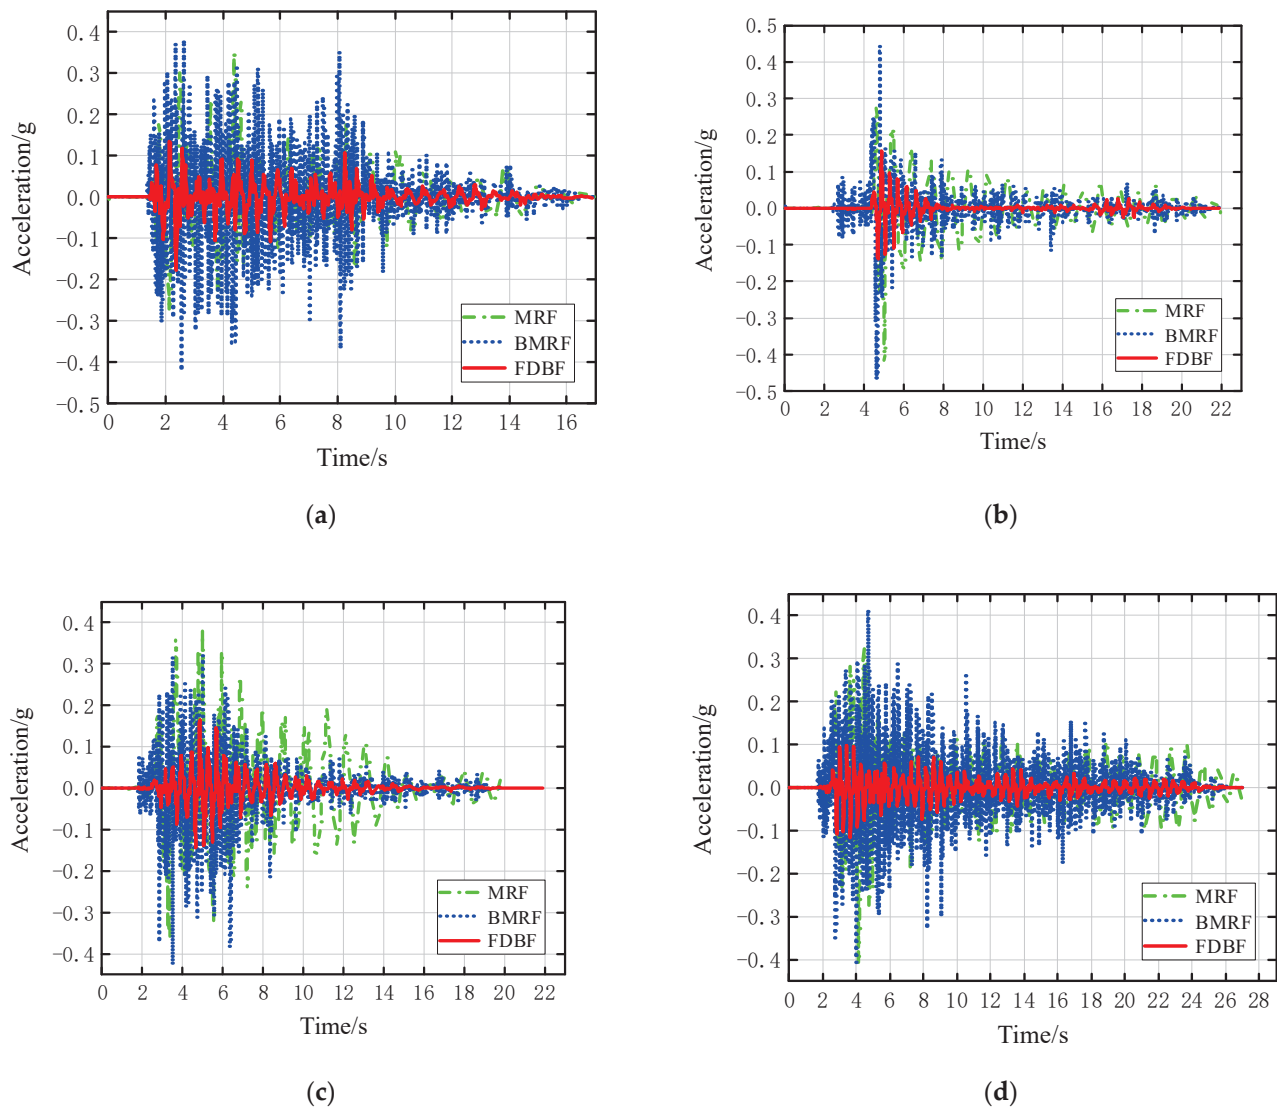 0.4
0.3
0.2
0.1
0.0
−0.1
−0.2
−0.3
−0.4
−0.5
Acceleration/g
0 2 4 6 8 10 12 14 16
Time/s
MRF
BMRF
FDBF
(a)
0.5
0.4
0.3
0.2
0.1
0.0
−0.1
−0.2
−0.3
−0.4
−0.5
Acceleration/g
0 2 4 6 8 10 12 14 16 18 20 22
Time/s
MRF
BMRF
FDBF
(b)
0.4
0.3
0.2
0.1
0.0
−0.1
−0.2
−0.3
−0.4
Acceleration/g
0 2 4 6 8 10 12 14 16 18 20 22
Time/s
MRF
BMRF
FDBF
(c)
0.4
0.3
0.2
0.1
0.0
−0.1
−0.2
−0.3
−0.4
Acceleration/g
0 2 4 6 8 10 12 14 16 18 20 22 24 26 28
Time/s
MRF
BMRF
FDBF
(d)